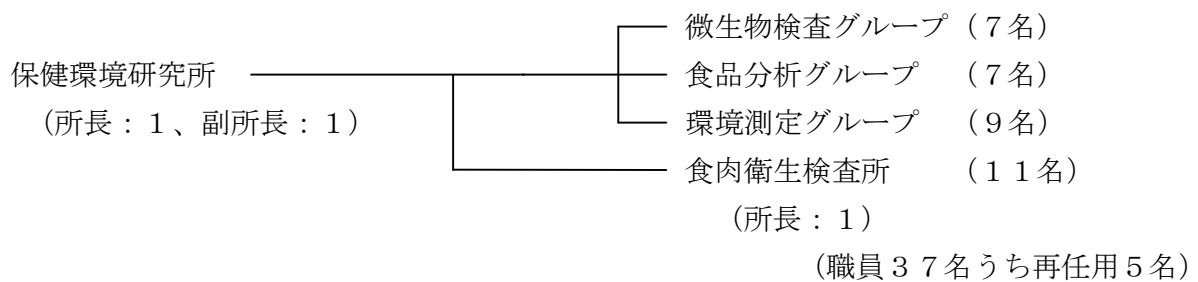 微生物検査グループ（７名）
保健環境研究所 食品分析グループ （７名）
（所長：１、副所長：１） 環境測定グループ （９名）
食肉衛生検査所 （１１名）
（所長：１）
（職員３７名うち再任用５名）